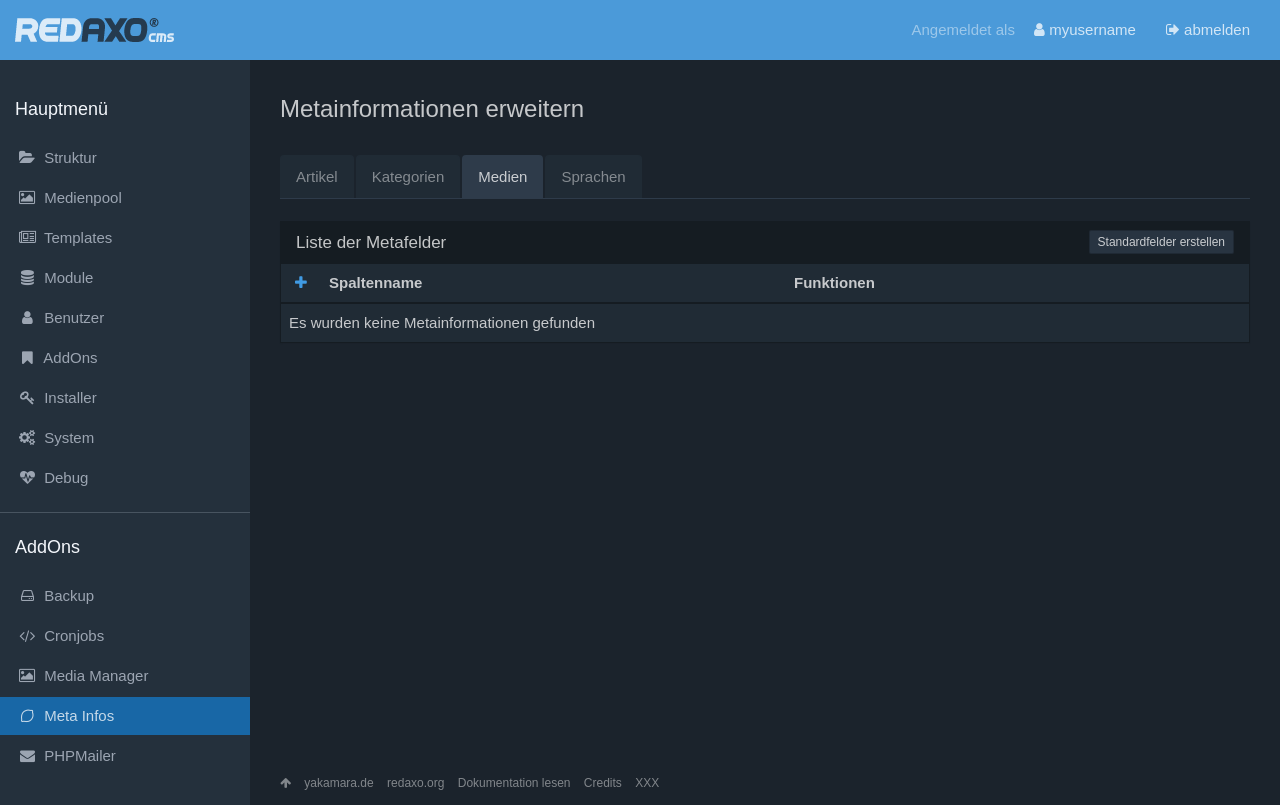 REDAXO® cms
Angemeldet als myusername abmelden
Hauptmenü
Struktur
Medienpool
Templates
Module
Benutzer
AddOns
Installer
System
Debug
AddOns
Backup
Cronjobs
Media Manager
Meta Infos
PHPMailer
Metainformationen erweitern
Artikel Kategorien Medien Sprachen
Liste der Metafelder Standardfelder erstellen
Spaltenname Funktionen
Es wurden keine Metainformationen gefunden
yakamara.de redaxo.org Dokumentation lesen Credits XXX